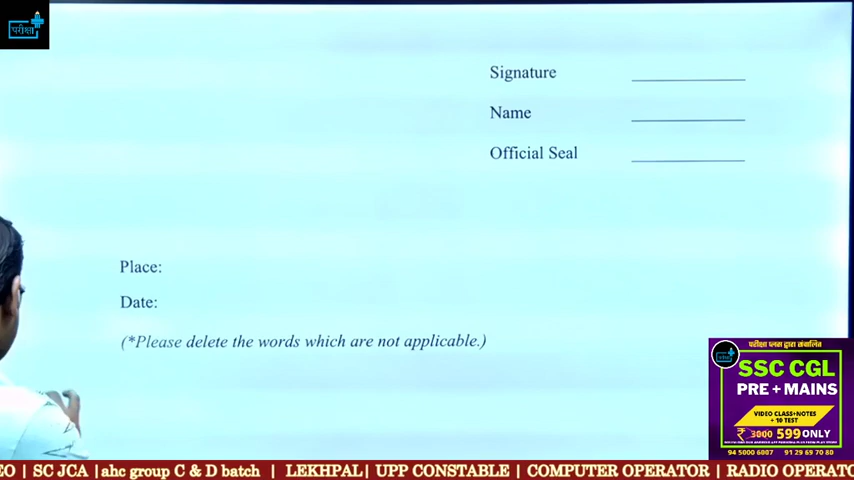 परीक्षा
Signature
Name
Official Seal
Place:
Date:
(*Please delete the words which are not applicable.)
परीक्षा प्लस द्वारा संचालित
SSC CGL
PRE + MAINS
VIDEO CLASS+NOTES
+ 10 TEST
₹ 3000 599 ONLY
94 5000 6007 91 29 69 70 80
EO | SC JCA |ahc group C & D batch | LEKHPAL| UPP CONSTABLE | COMPUTER OPERATOR | RADIO OPERATO